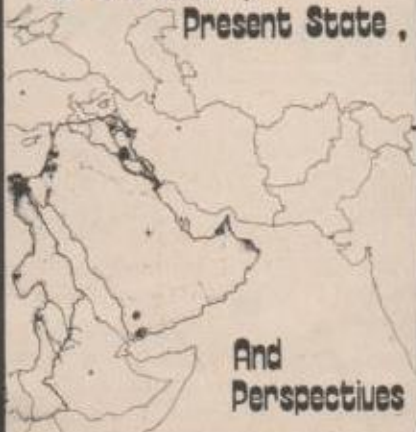 Present State ,
And
Perspectives